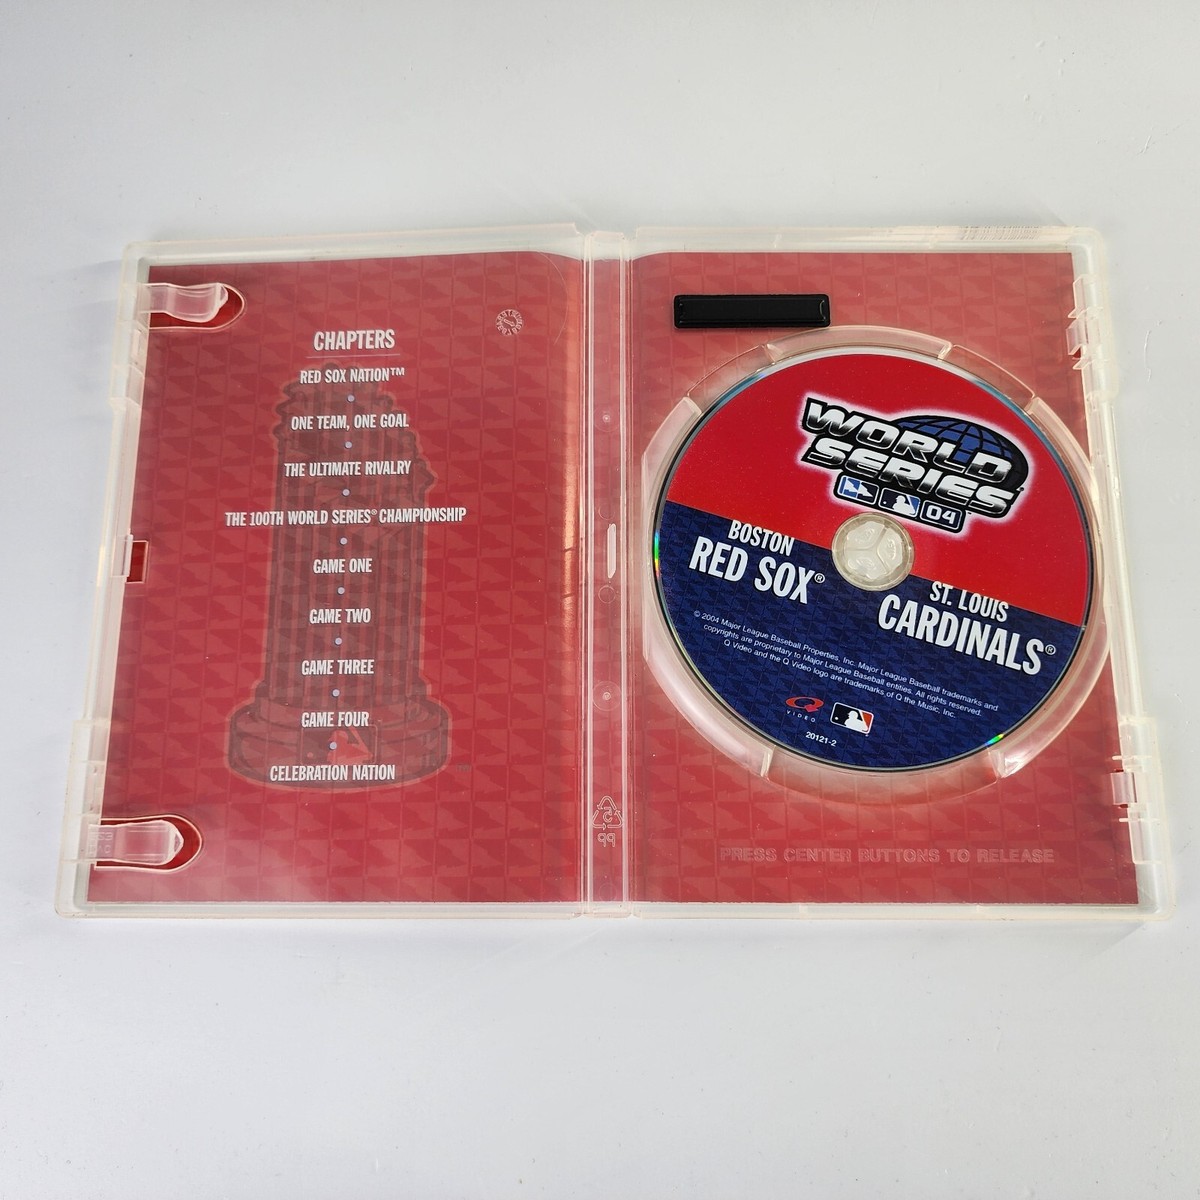 CHAPTERS
RED SOX NATION™
ONE TEAM, ONE GOAL
THE ULTIMATE RIVALRY
THE 100TH WORLD SERIES® CHAMPIONSHIP
GAME ONE
GAME TWO
GAME THREE
GAME FOUR
CELEBRATION NATION
PP
WORLD
SERIES
04
BOSTON
RED SOX®
ST. LOUIS
CARDINALS®
© 2004 Major League Baseball Properties, Inc. Major League Baseball trademarks and
copyrights are proprietary to Major League Baseball entities. All rights reserved.
Q Video and the Q Video logo are trademarks of Q the Music, Inc.
Q
VIDEO
20121-2
PRESS CENTER BUTTONS TO RELEASE